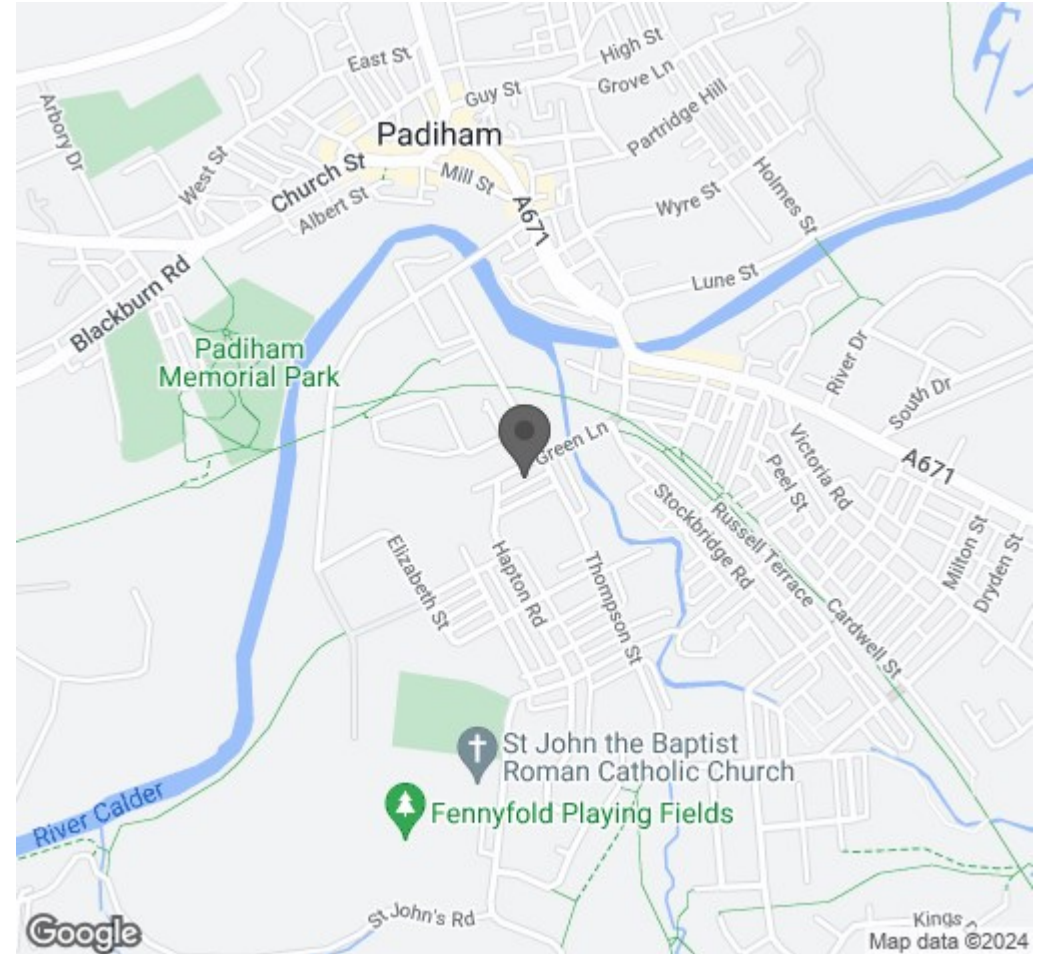 East St
High St
Guy St
Grove Ln
Arbory Dr
Padiham
Partridge Hill
West St
Church St
Mill St
Albert St
A671
Wyre St
Holmes St
Blackburn Rd
Lune St
Padiham
Memorial Park
River Dr
South Dr
Green Ln
Victoria Rd
A671
Peel St
Stockbridge Rd
Russell Terrace
Milton St
Dryden St
Elizabeth St
Hapton Rd
Thompson St
Cardwell St
St John the Baptist
Roman Catholic Church
River Calder
Fennyfold Playing Fields
St John's Rd
Kings
Google
Map data ©2024